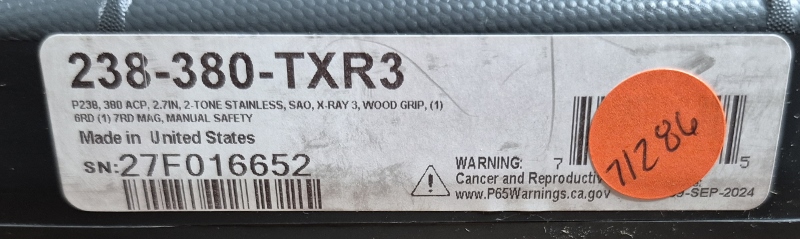 238-380-TXR3
P238, 380 ACP, 2.7IN, 2-TONE STAINLESS, SAO, X-RAY 3, WOOD GRIP, (1)
6RD (1) 7RD MAG, MANUAL SAFETY
Made in United States
SN:27F016652
7 5
71286
WARNING:
Cancer and Reproductiv
www.P65Warnings.ca.gov
9-SEP-2024